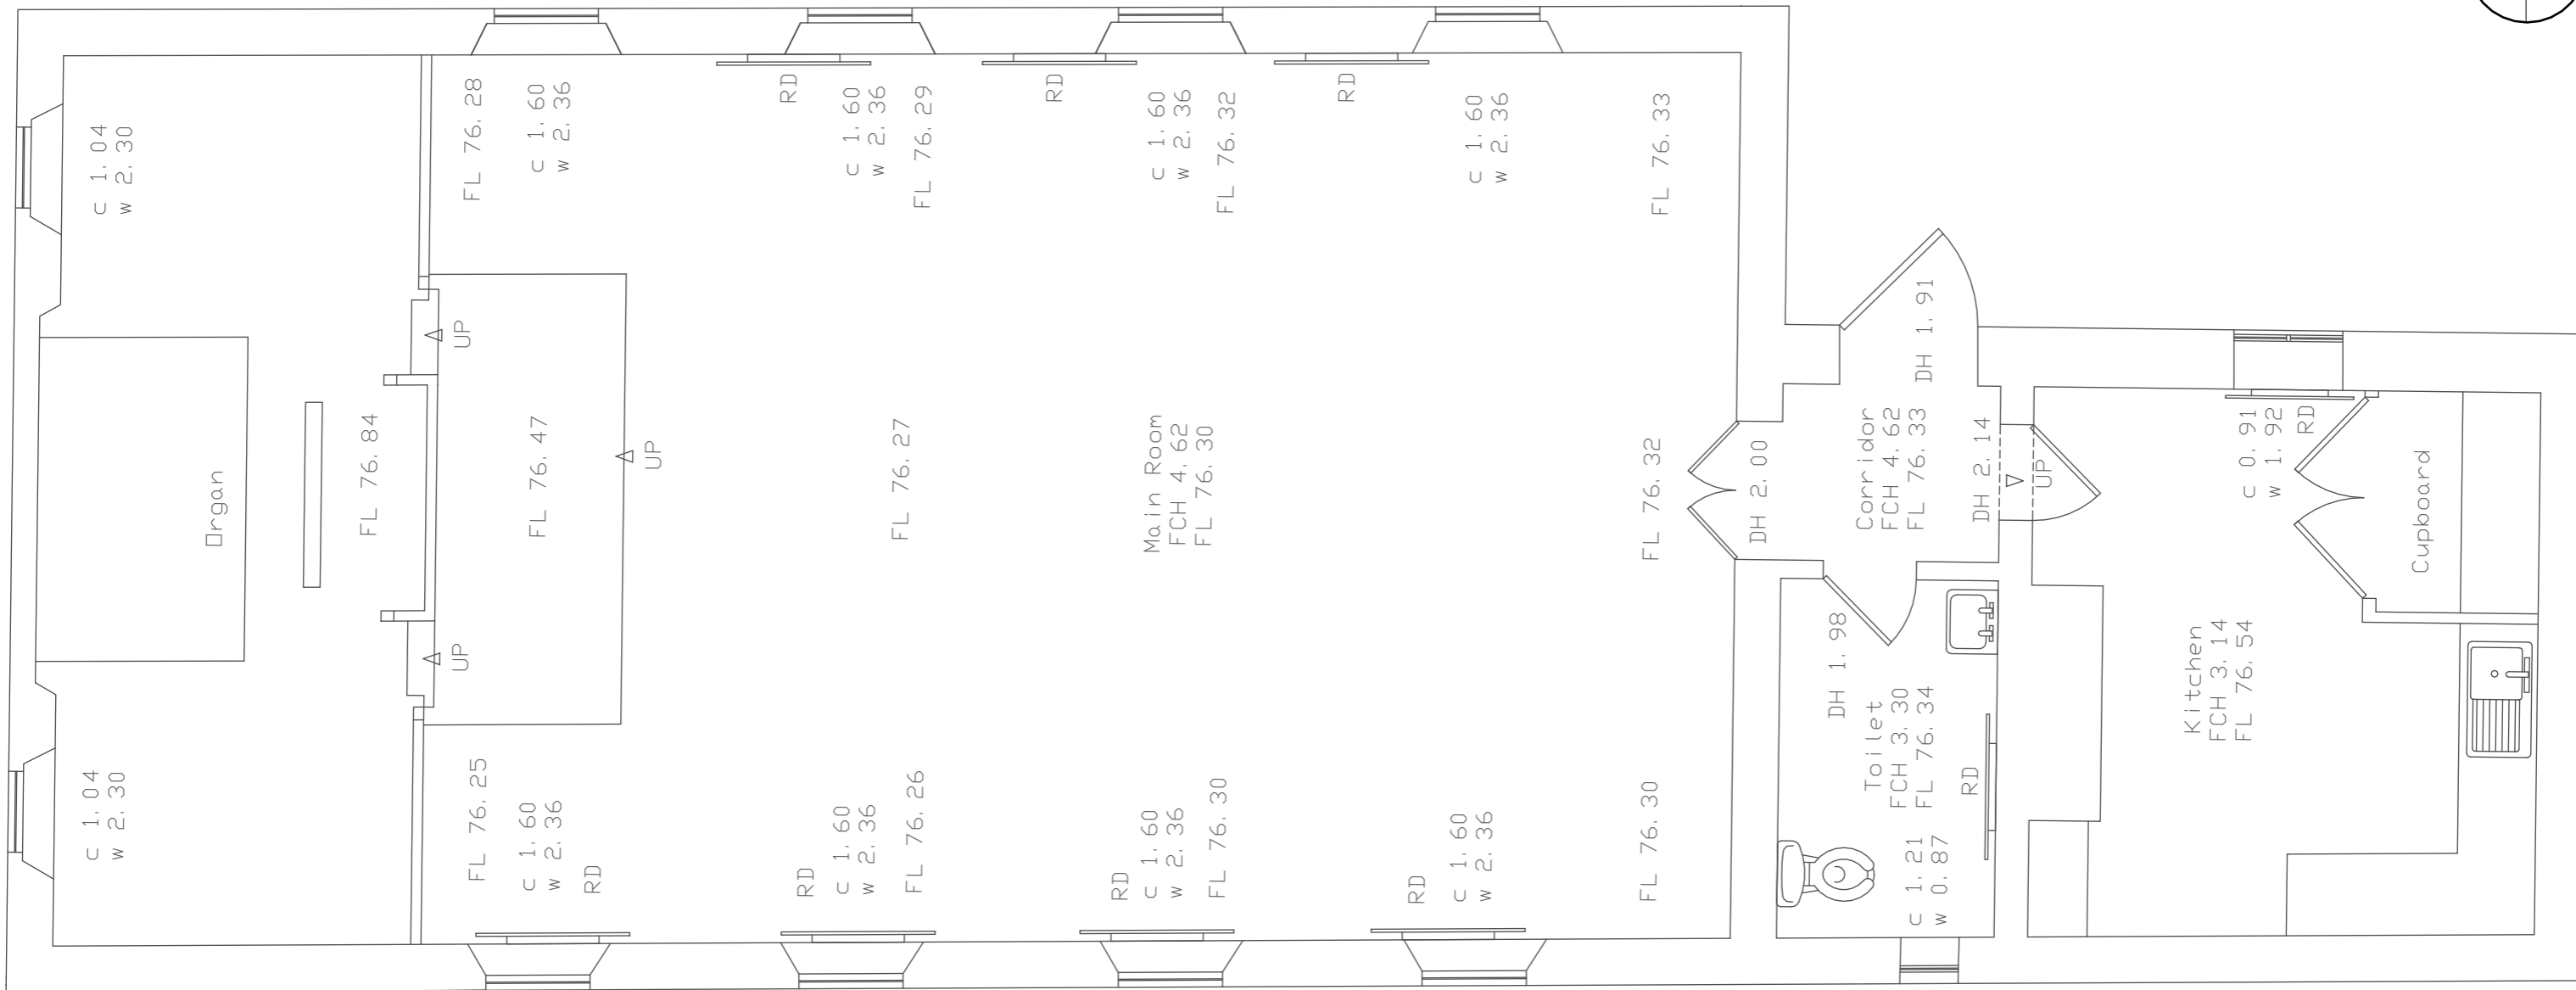 c 1.04
w 2.30
FL 76.28
c 1.60
w 2.36
RD
c 1.60
w 2.36
FL 76.29
RD
c 1.60
w 2.36
FL 76.32
RD
c 1.60
w 2.36
FL 76.33
Organ
FL 76.84
UP
UP
FL 76.47
UP
FL 76.27
Main Room
FCH 4.62
FL 76.30
FL 76.32
DH 2.00
Corridor
FCH 4.62
FL 76.33
DH 1.91
DH 2.14
UP
c 0.91
w 1.92
RD
Cupboard
c 1.04
w 2.30
FL 76.25
c 1.60
w 2.36
RD
RD
c 1.60
w 2.36
FL 76.26
RD
c 1.60
w 2.36
FL 76.30
RD
c 1.60
w 2.36
FL 76.30
DH 1.98
Toilet
FCH 3.30
FL 76.34
RD
c 1.21
w 0.87
Kitchen
FCH 3.14
FL 76.54